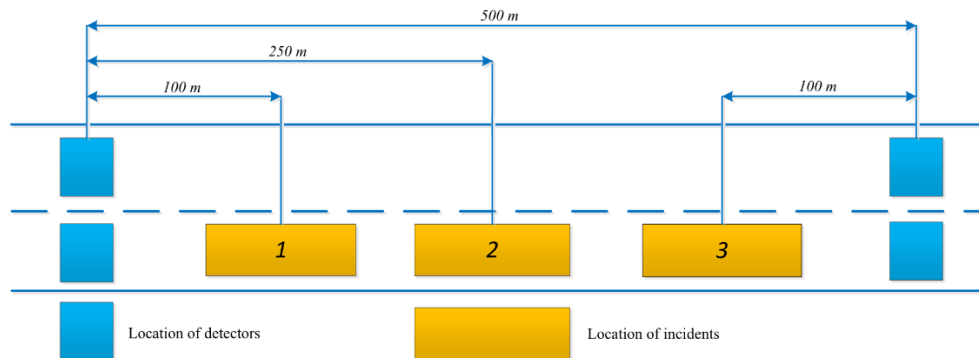 500 m
250 m
100 m
100 m
1
2
3
Location of detectors
Location of incidents